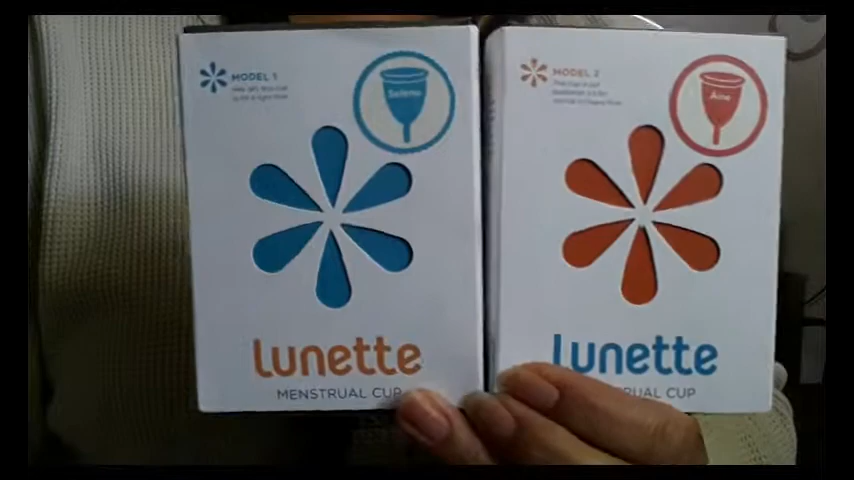 MODEL 1
Selene
Lunette
MENSTRUAL CUP
MODEL 2
Aine
Lunette
MENSTRUAL CUP